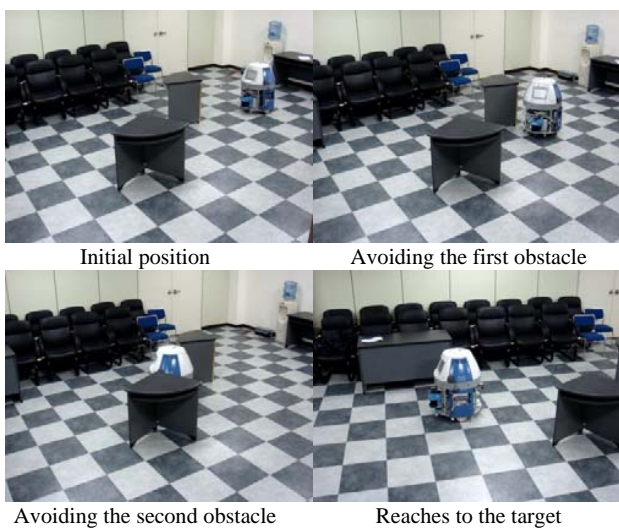 Initial position
Avoiding the first obstacle
Avoiding the second obstacle
Reaches to the target